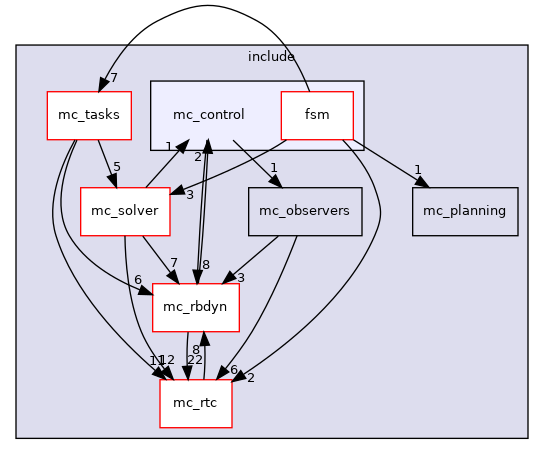 include
7
mc_tasks
mc_control
fsm
5
1
2
1
3
1
mc_solver
mc_observers
mc_planning
7
8
3
6
mc_rbdyn
8
11
12
22
6
2
mc_rtc